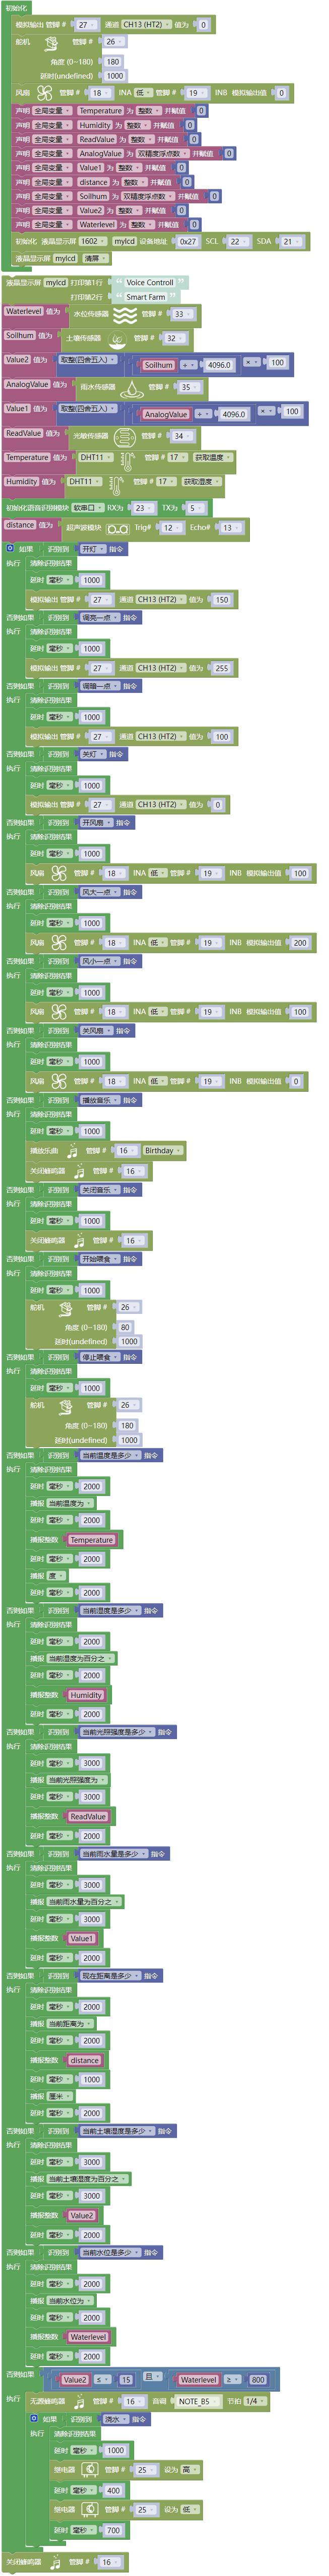 初始化
模拟输出 管脚 # 27 通道 CH13 (HT2) 值为 0
舵机 管脚 # 26
角度 (0~180) 180
延时(undefined) 1000
风扇 管脚 # 18 INA 低 管脚 # 19 INB 模拟输出值 0
声明 全局变量 Temperature 为 整数 并赋值 0
声明 全局变量 Humidity 为 整数 并赋值 0
声明 全局变量 ReadValue 为 整数 并赋值 0
声明 全局变量 AnalogValue 为 双精度浮点数 并赋值 0
声明 全局变量 Value1 为 整数 并赋值 0
声明 全局变量 distance 为 整数 并赋值 0
声明 全局变量 Soilhum 为 双精度浮点数 并赋值 0
声明 全局变量 Value2 为 整数 并赋值 0
声明 全局变量 Waterlevel 为 整数 并赋值 0
初始化 液晶显示屏 1602 mylcd 设备地址 0x27 SCL 22 SDA 21
液晶显示屏 mylcd 清屏
液晶显示屏 mylcd 打印第1行 “ Voice Controll ”
打印第2行 “ Smart Farm ”
Waterlevel 值为 水位传感器 管脚 # 33
Soilhum 值为 土壤传感器 管脚 # 32
Value2 值为 取整(四舍五入) Soilhum ÷ 4096.0 × 100
AnalogValue 值为 雨水传感器 管脚 # 35
Value1 值为 取整(四舍五入) AnalogValue ÷ 4096.0 × 100
ReadValue 值为 光敏传感器 管脚 # 34
Temperature 值为 DHT11 管脚 # 17 获取温度
Humidity 值为 DHT11 管脚 # 17 获取湿度
初始化语音识别模块 软串口 RX为 23 TX为 5
distance 值为 超声波模块 Trig# 12 Echo# 13
如果 识别到 开灯 指令
执行 清除识别结果
延时 毫秒 1000
模拟输出 管脚 # 27 通道 CH13 (HT2) 值为 150
否则如果 识别到 调亮一点 指令
执行 清除识别结果
延时 毫秒 1000
模拟输出 管脚 # 27 通道 CH13 (HT2) 值为 255
否则如果 识别到 调暗一点 指令
执行 清除识别结果
延时 毫秒 1000
模拟输出 管脚 # 27 通道 CH13 (HT2) 值为 100
否则如果 识别到 关灯 指令
执行 清除识别结果
延时 毫秒 1000
模拟输出 管脚 # 27 通道 CH13 (HT2) 值为 0
否则如果 识别到 开风扇 指令
执行 清除识别结果
延时 毫秒 1000
风扇 管脚 # 18 INA 低 管脚 # 19 INB 模拟输出值 100
否则如果 识别到 风大一点 指令
执行 清除识别结果
延时 毫秒 1000
风扇 管脚 # 18 INA 低 管脚 # 19 INB 模拟输出值 200
否则如果 识别到 风小一点 指令
执行 清除识别结果
延时 毫秒 1000
风扇 管脚 # 18 INA 低 管脚 # 19 INB 模拟输出值 100
否则如果 识别到 关风扇 指令
执行 清除识别结果
延时 毫秒 1000
风扇 管脚 # 18 INA 低 管脚 # 19 INB 模拟输出值 0
否则如果 识别到 播放音乐 指令
执行 清除识别结果
延时 毫秒 1000
播放乐曲 管脚 # 16 Birthday
关闭蜂鸣器 管脚 # 16
否则如果 识别到 关闭音乐 指令
执行 清除识别结果
延时 毫秒 1000
关闭蜂鸣器 管脚 # 16
否则如果 识别到 开始喂食 指令
执行 清除识别结果
延时 毫秒 1000
舵机 管脚 # 26
角度 (0~180) 80
延时(undefined) 1000
否则如果 识别到 停止喂食 指令
执行 清除识别结果
延时 毫秒 1000
舵机 管脚 # 26
角度 (0~180) 180
延时(undefined) 1000
否则如果 识别到 当前温度是多少 指令
执行 清除识别结果
延时 毫秒 2000
播报 当前温度为
延时 毫秒 2000
播报整数 Temperature
延时 毫秒 2000
播报 度
延时 毫秒 2000
否则如果 识别到 当前湿度是多少 指令
执行 清除识别结果
延时 毫秒 2000
播报 当前湿度为百分之
延时 毫秒 2000
播报整数 Humidity
延时 毫秒 2000
否则如果 识别到 当前光照强度是多少 指令
执行 清除识别结果
延时 毫秒 3000
播报 当前光照强度为
延时 毫秒 3000
播报整数 ReadValue
延时 毫秒 2000
否则如果 识别到 当前雨水量是多少 指令
执行 清除识别结果
延时 毫秒 3000
播报 当前雨水量为百分之
延时 毫秒 3000
播报整数 Value1
延时 毫秒 2000
否则如果 识别到 现在距离是多少 指令
执行 清除识别结果
延时 毫秒 2000
播报 当前距离为
延时 毫秒 2000
播报整数 distance
延时 毫秒 1000
播报 厘米
延时 毫秒 2000
否则如果 识别到 当前土壤湿度是多少 指令
执行 清除识别结果
延时 毫秒 3000
播报 当前土壤湿度为百分之
延时 毫秒 3000
播报整数 Value2
延时 毫秒 2000
否则如果 识别到 当前水位是多少 指令
执行 清除识别结果
延时 毫秒 2000
播报 当前水位为
延时 毫秒 2000
播报整数 Waterlevel
延时 毫秒 2000
否则如果 Value2 ≤ 15 且 Waterlevel ≥ 800
执行 无源蜂鸣器 管脚 # 16 音调 NOTE_B5 节拍 1/4
如果 识别到 浇水 指令
执行 清除识别结果
延时 毫秒 1000
继电器 管脚 # 25 设为 高
延时 毫秒 400
继电器 管脚 # 25 设为 低
延时 毫秒 700
关闭蜂鸣器 管脚 # 16